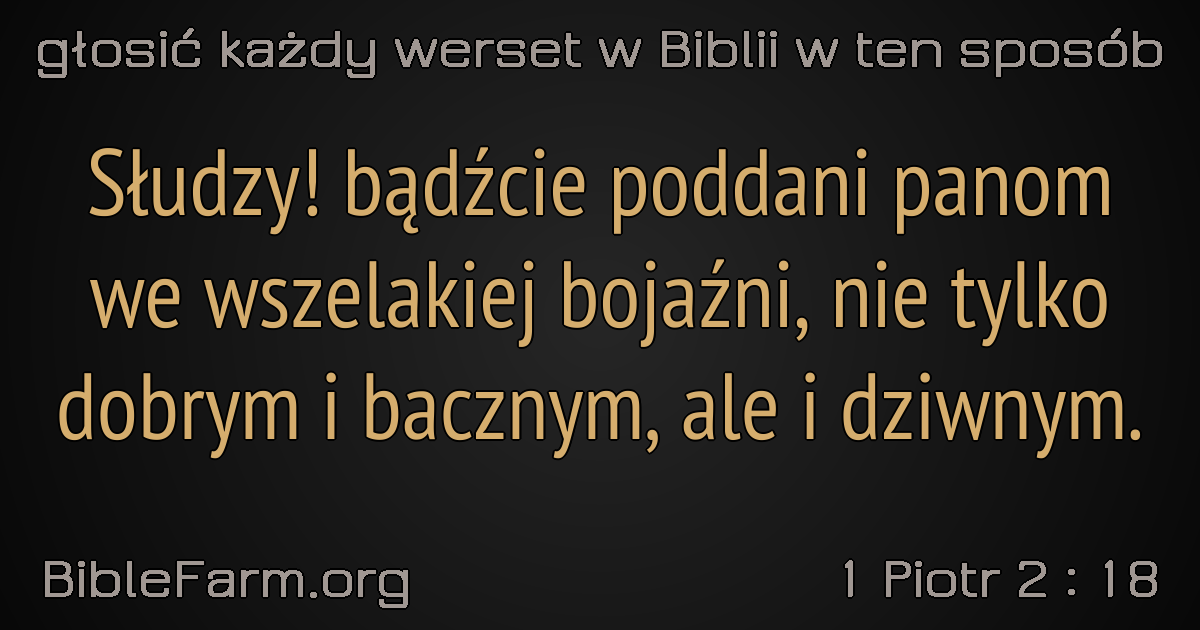 głosić każdy werset w Biblii w ten sposób
Słudzy! bądźcie poddani panom
we wszelakiej bojaźni, nie tylko
dobrym i bacznym, ale i dziwnym.
BibleFarm.org
1 Piotr 2 : 18